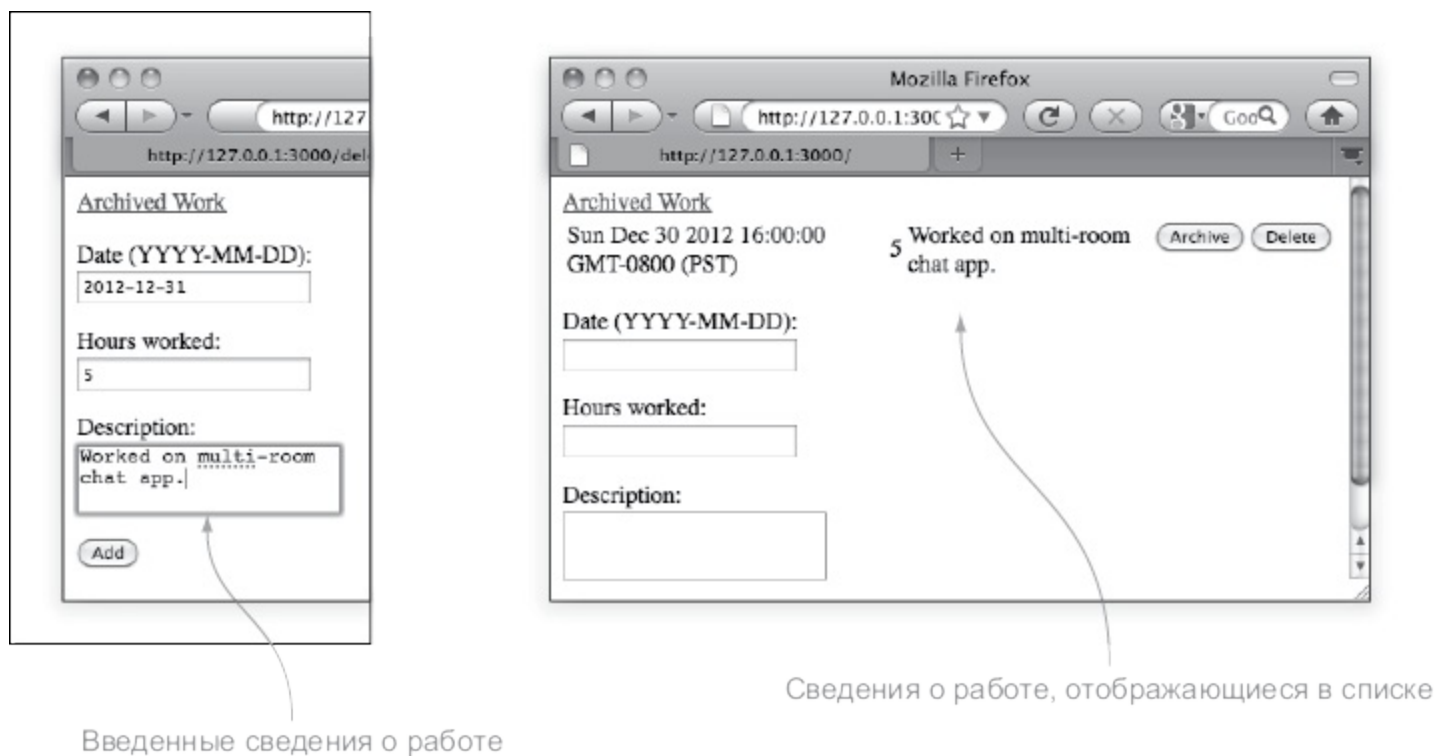 http://127
http://127.0.0.1:3000/del
Archived Work
Date (YYYY-MM-DD):
2012-12-31
Hours worked:
5
Description:
Worked on multi-room
chat app.
Add
Введенные сведения о работе
Mozilla Firefox
http://127.0.0.1:300
Goo
http://127.0.0.1:3000/
+
Archived Work
Sun Dec 30 2012 16:00:00
GMT-0800 (PST)
5
Worked on multi-room
chat app.
Archive
Delete
Date (YYYY-MM-DD):
Hours worked:
Description:
Сведения о работе, отображающиеся в списке